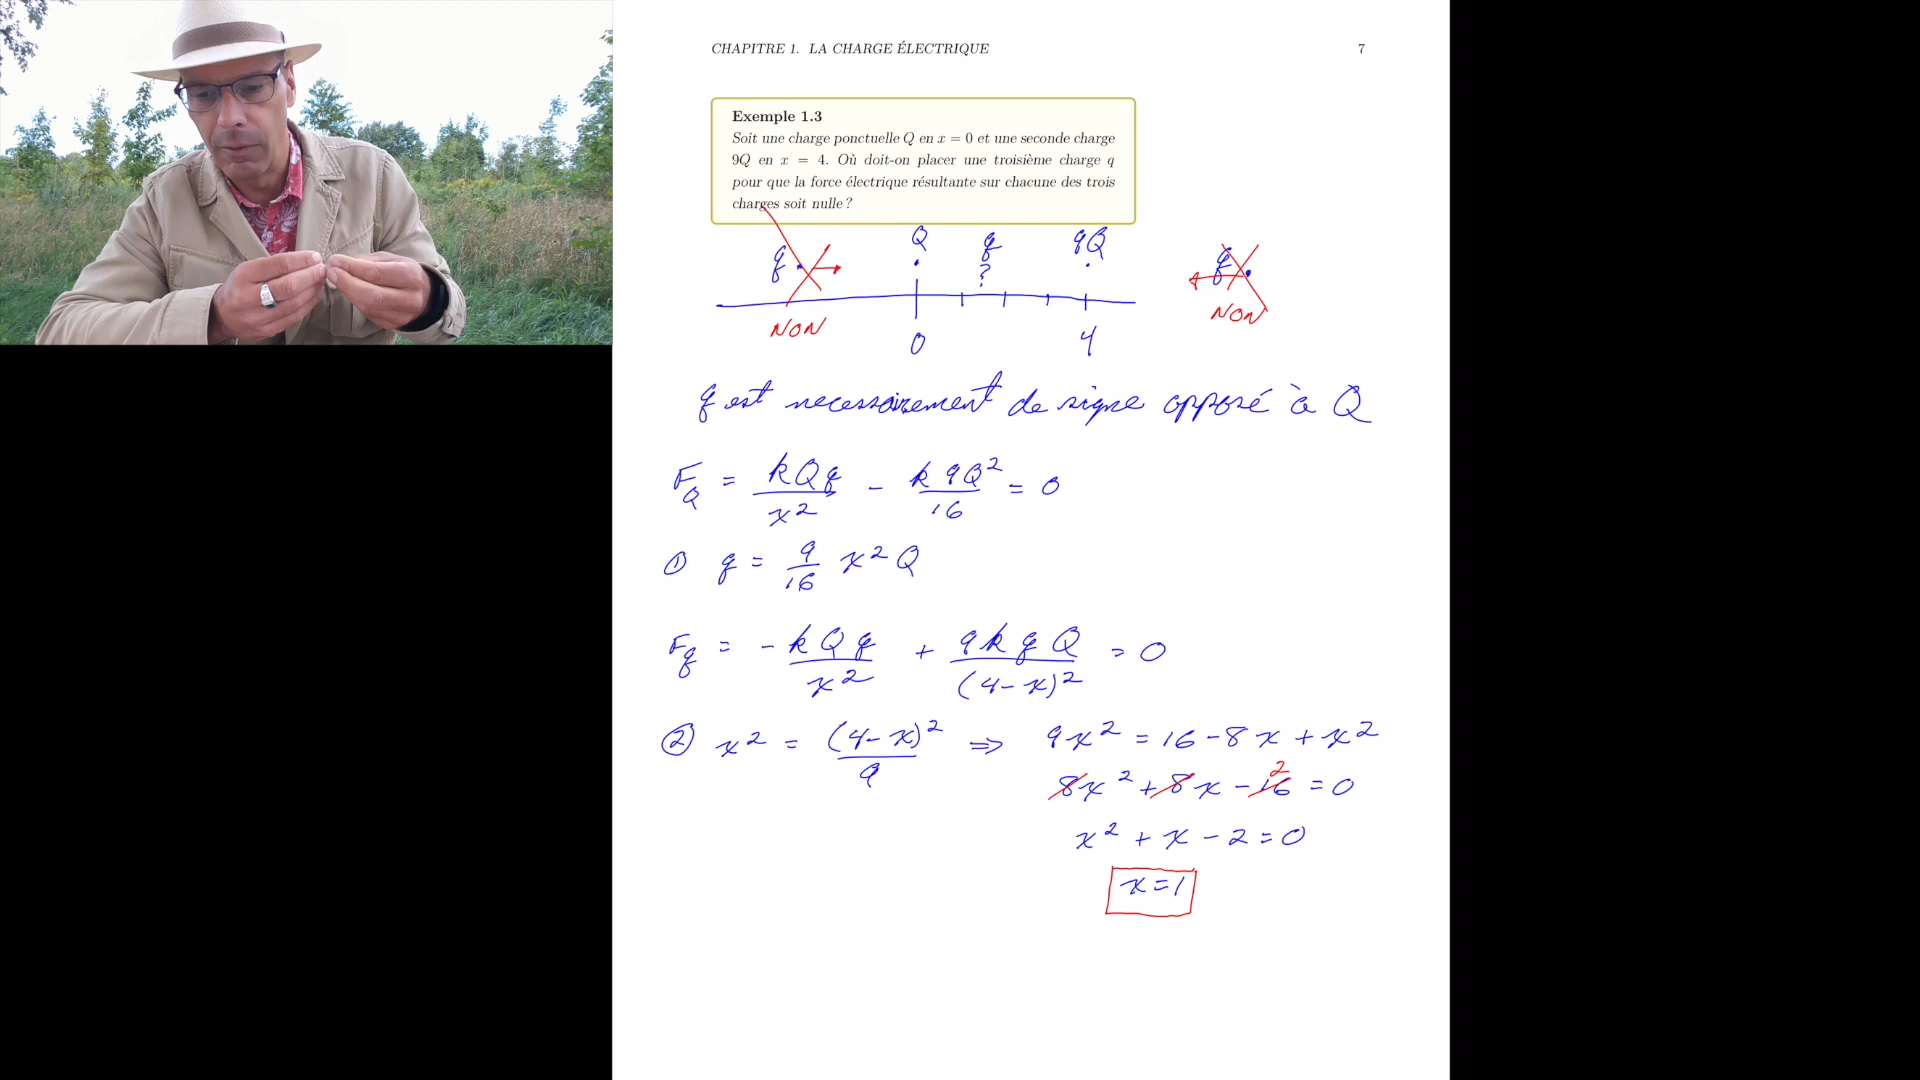 CHAPITRE 1. LA CHARGE ÉLECTRIQUE 7
Exemple 1.3
Soit une charge ponctuelle Q en x = 0 et une seconde charge
9Q en x = 4. Où doit-on placer une troisième charge q
pour que la force électrique résultante sur chacune des trois
charges soit nulle ?
q Q q 9Q q
?
NON NON
0 4
q est necessairement de signe opposé à Q
F_Q = kQq/x² - k9Q²/16 = 0
① q = 9/16 x² Q
F_q = - kQq/x² + 9kqQ/(4-x)² = 0
② x² = (4-x)²/9 ⇒ 9x² = 16 - 8x + x²
2
8x² + 8x - 16 = 0
x² + x - 2 = 0
x = 1